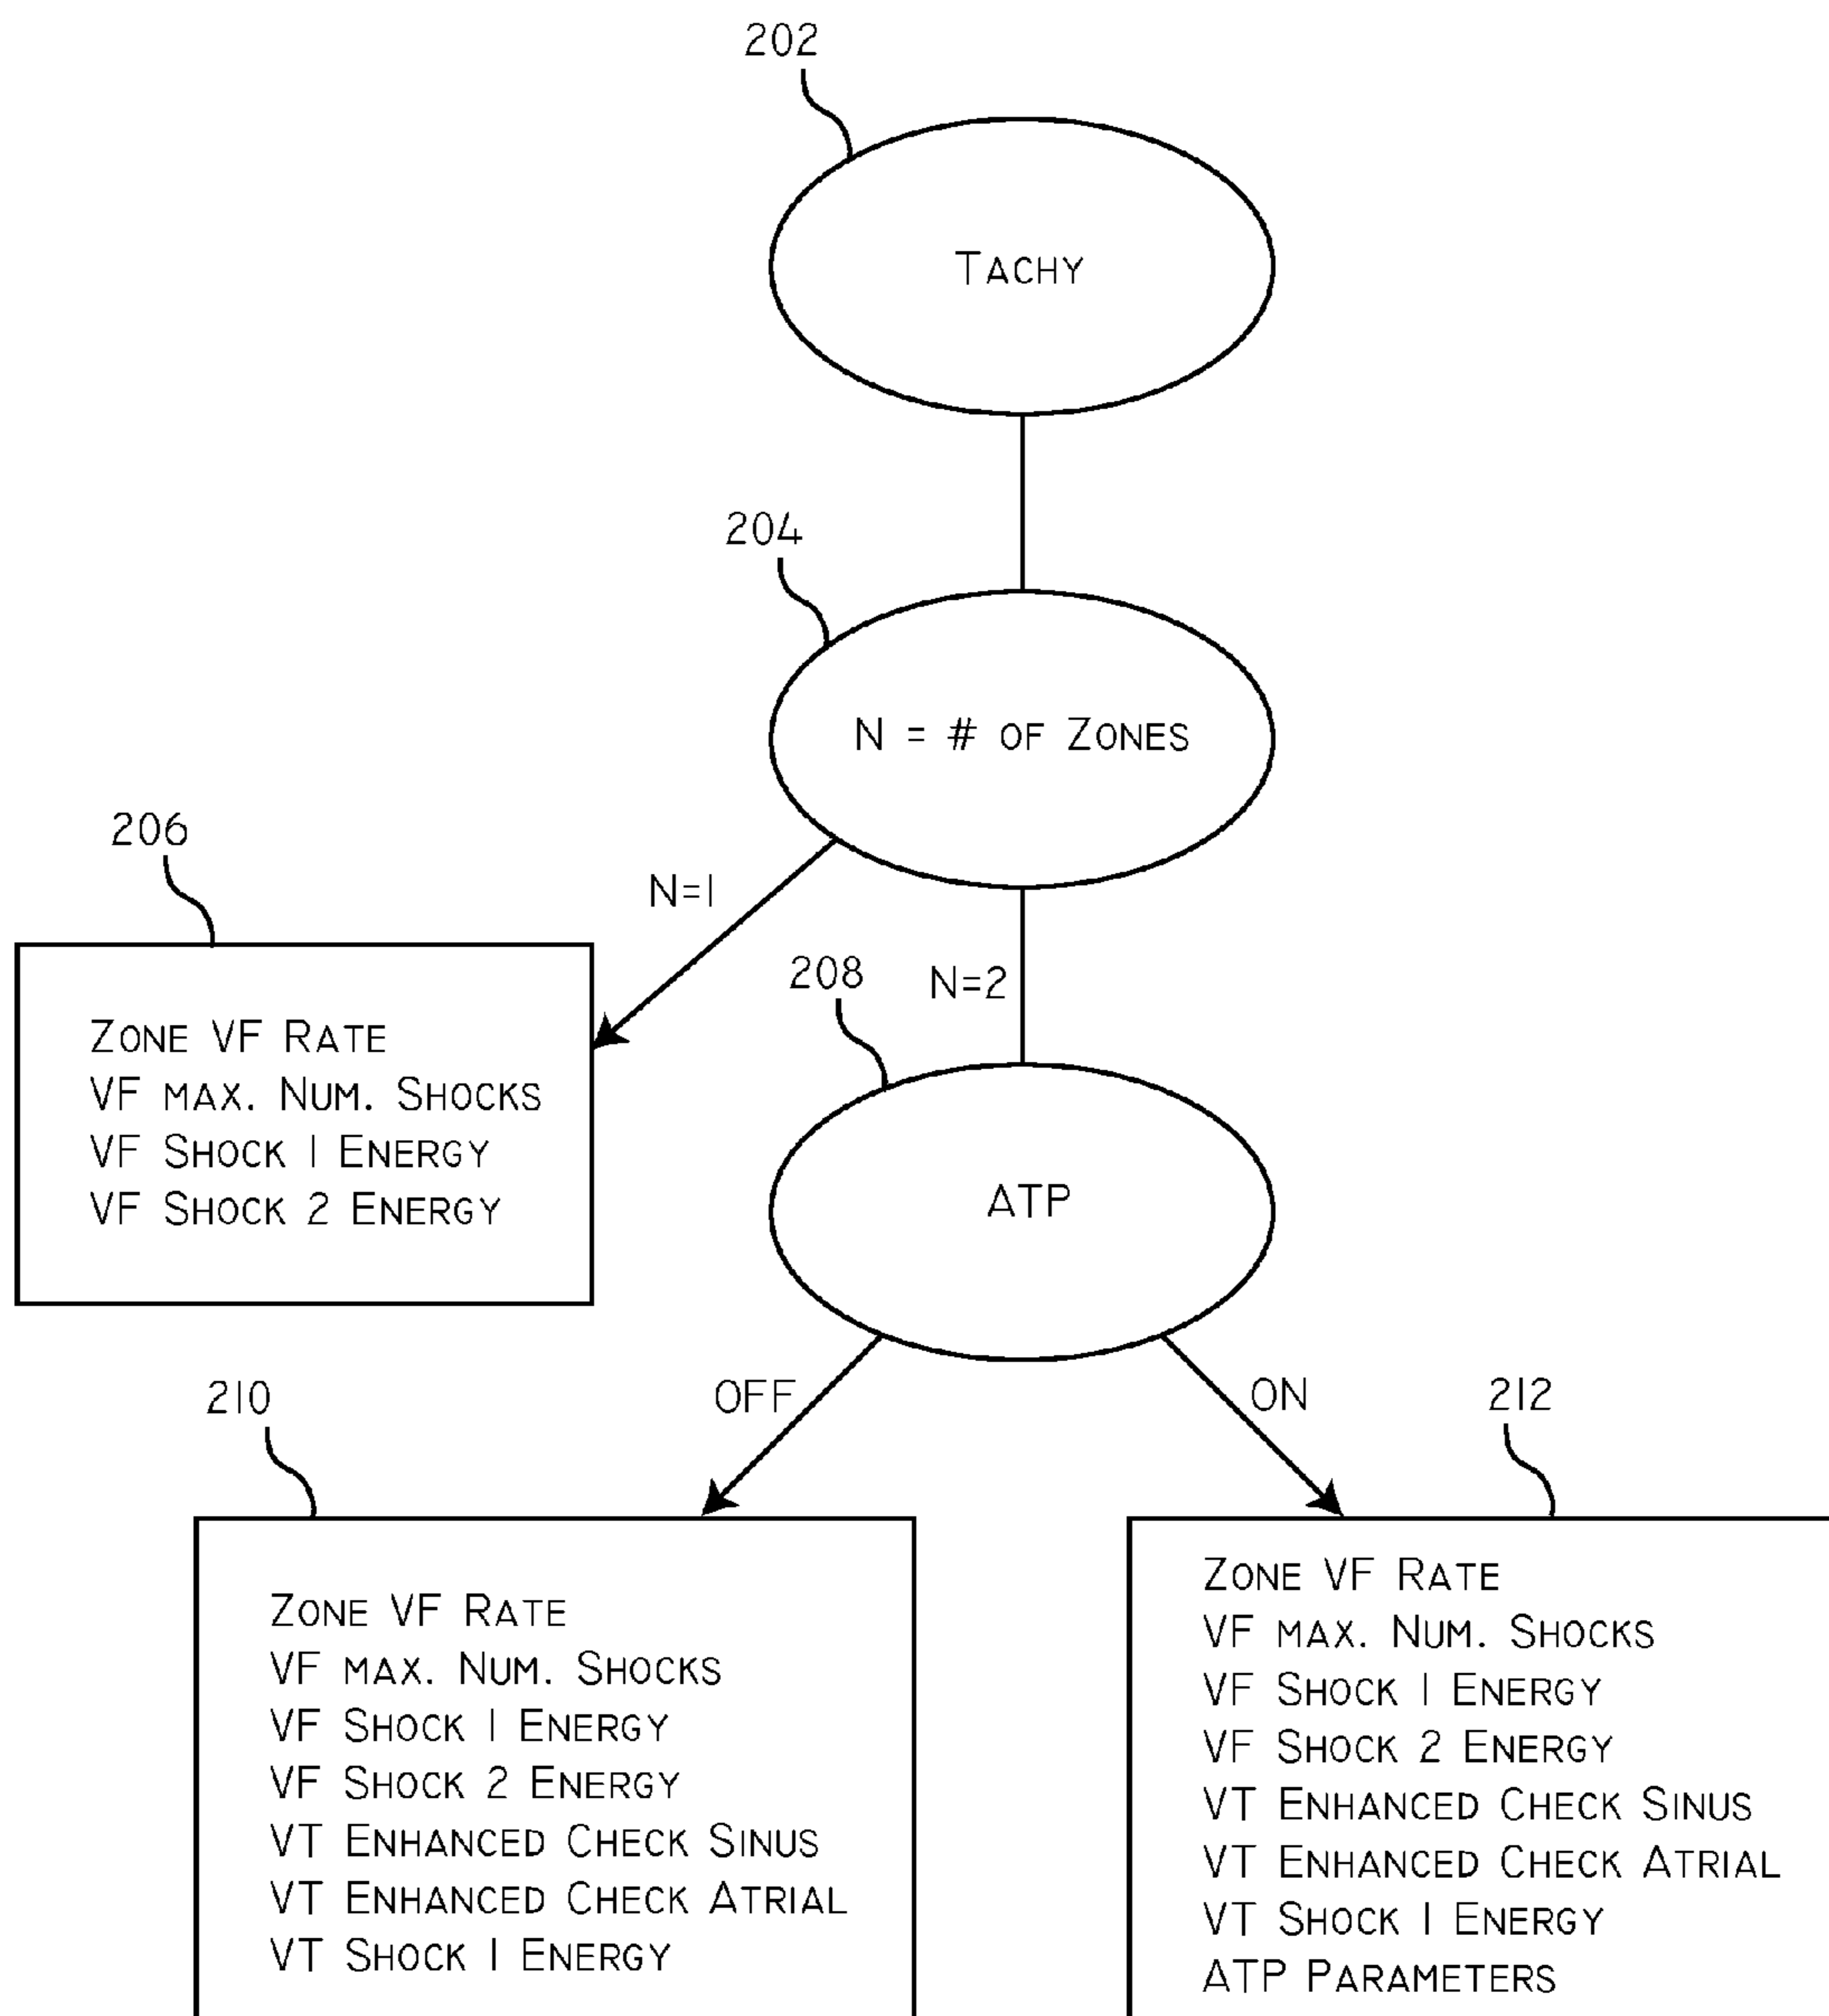 202
TACHY
204
N = # OF ZONES
206
N=1
208
N=2
ZONE VF RATE
VF MAX. NUM. SHOCKS
VF SHOCK 1 ENERGY
VF SHOCK 2 ENERGY
ATP
210
OFF
ON
212
ZONE VF RATE
VF MAX. NUM. SHOCKS
VF SHOCK 1 ENERGY
VF SHOCK 2 ENERGY
VT ENHANCED CHECK SINUS
VT ENHANCED CHECK ATRIAL
VT SHOCK 1 ENERGY
ZONE VF RATE
VF MAX. NUM. SHOCKS
VF SHOCK 1 ENERGY
VF SHOCK 2 ENERGY
VT ENHANCED CHECK SINUS
VT ENHANCED CHECK ATRIAL
VT SHOCK 1 ENERGY
ATP PARAMETERS